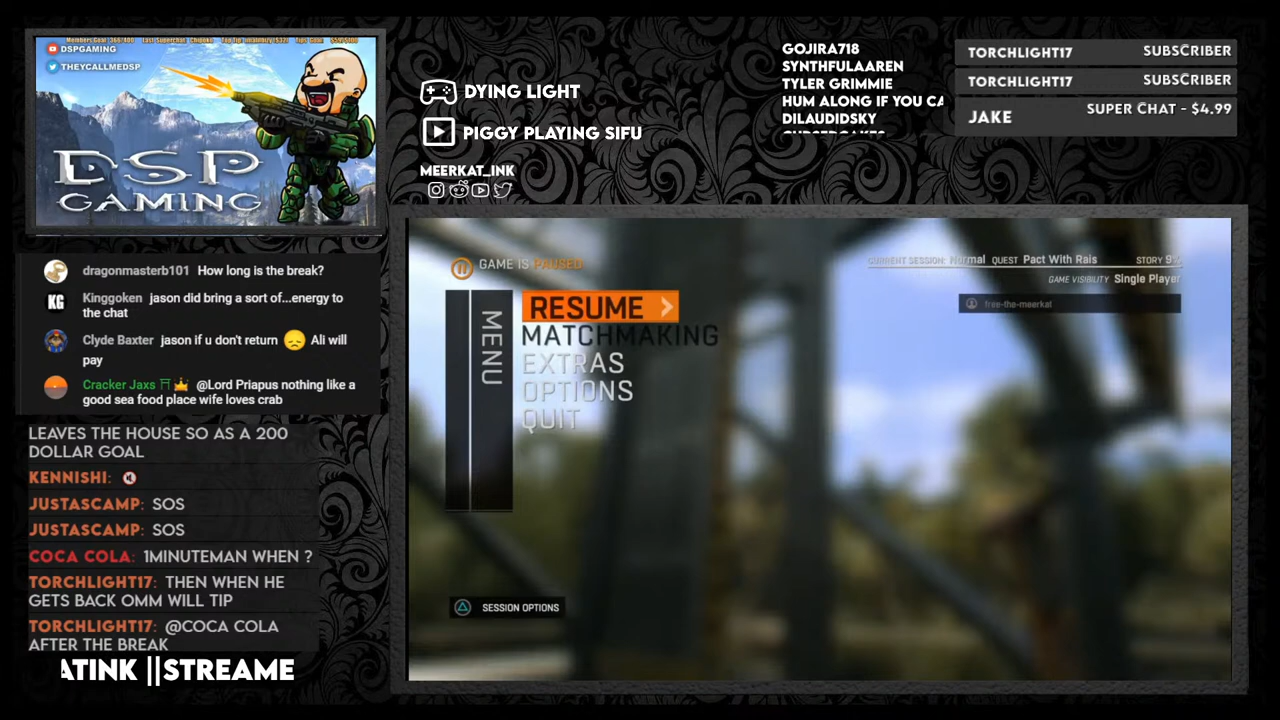 DSPGAMING
THEYCALLMEDSP
DSP
GAMING
DYING LIGHT
PIGGY PLAYING SIFU
MEERKAT_INK
GOJIRA718
SYNTHFULAAREN
TYLER GRIMMIE
HUM ALONG IF YOU CA
DILAUDIDSKY
TORCHLIGHT17 SUBSCRIBER
TORCHLIGHT17 SUBSCRIBER
JAKE SUPER CHAT - $4.99
dragonmasterb101 How long is the break?
KG Kinggoken jason did bring a sort of...energy to
the chat
Clyde Baxter jason if u don't return 😞 Ali will
pay
Cracker Jaxs ⛩👑 @Lord Priapus nothing like a
good sea food place wife loves crab
LEAVES THE HOUSE SO AS A 200
DOLLAR GOAL
KENNISHI:
JUSTASCAMP: SOS
JUSTASCAMP: SOS
COCA COLA: 1MINUTEMAN WHEN ?
TORCHLIGHT17: THEN WHEN HE
GETS BACK OMM WILL TIP
TORCHLIGHT17: @COCA COLA
AFTER THE BREAK
ATINK ||STREAME
GAME IS PAUSED
MENU
RESUME
MATCHMAKING
EXTRAS
OPTIONS
QUIT
SESSION OPTIONS
CURRENT SESSION: Normal QUEST Pact With Rais STORY 9%
GAME VISIBILITY Single Player
free-the-meerkat